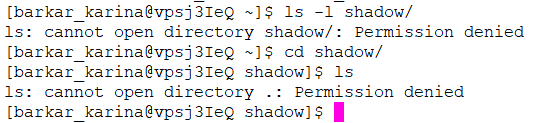 [barkar_karina@vpsj3IeQ ~]$ ls -l shadow/
ls: cannot open directory shadow/: Permission denied
[barkar_karina@vpsj3IeQ ~]$ cd shadow/
[barkar_karina@vpsj3IeQ shadow]$ ls
ls: cannot open directory .: Permission denied
[barkar_karina@vpsj3IeQ shadow]$